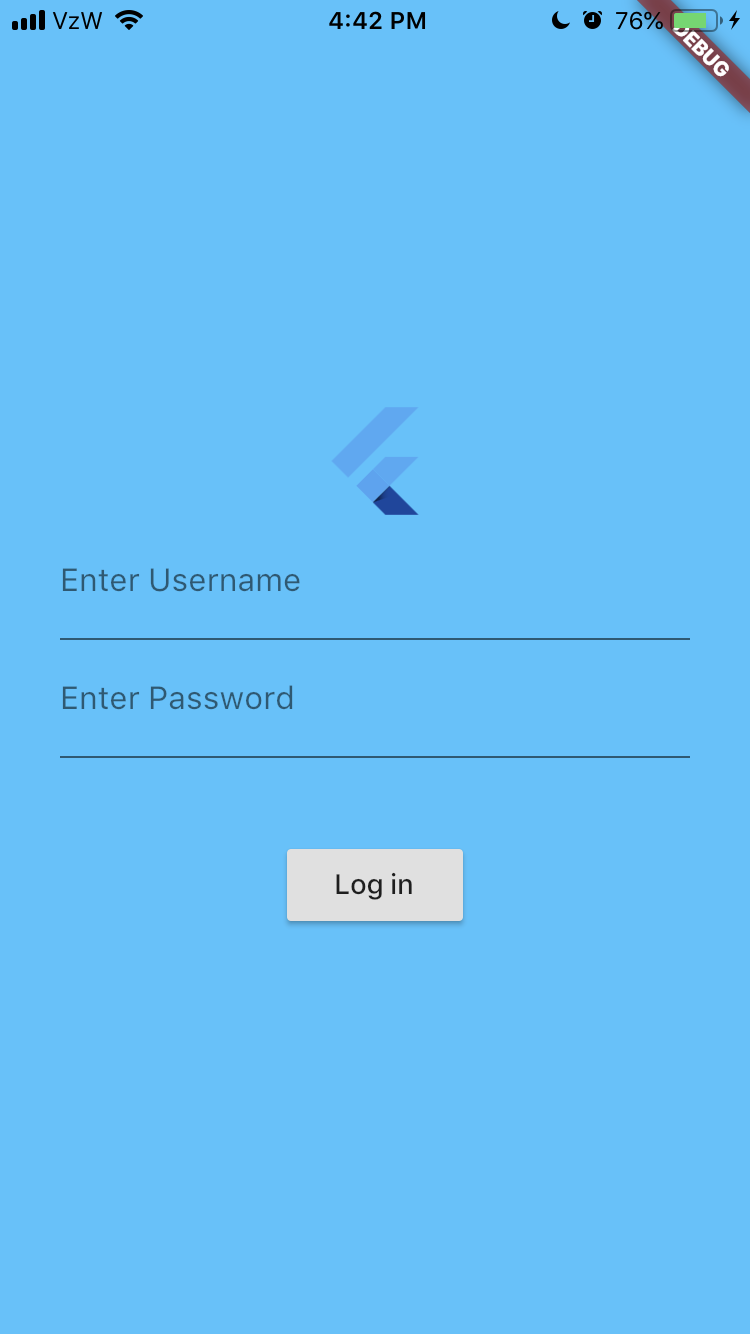 VzW 4:42 PM 76%
DEBUG
Enter Username
Enter Password
Log in